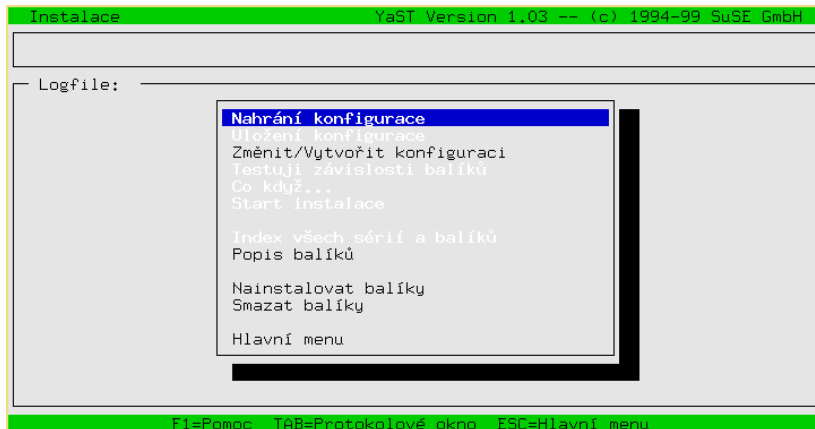 Instalace YaST Version 1.03 -- (c) 1994-99 SuSE GmbH
Logfile:
Nahrání konfigurace
Uložení konfigurace
Změnit/Vytvořit konfiguraci
Testuji závislosti balíků
Co když...
Start instalace
Index všech sérií a balíků
Popis balíků
Nainstalovat balíky
Smazat balíky
Hlavní menu
F1=Pomoc TAB=Protokolové okno ESC=Hlavní menu